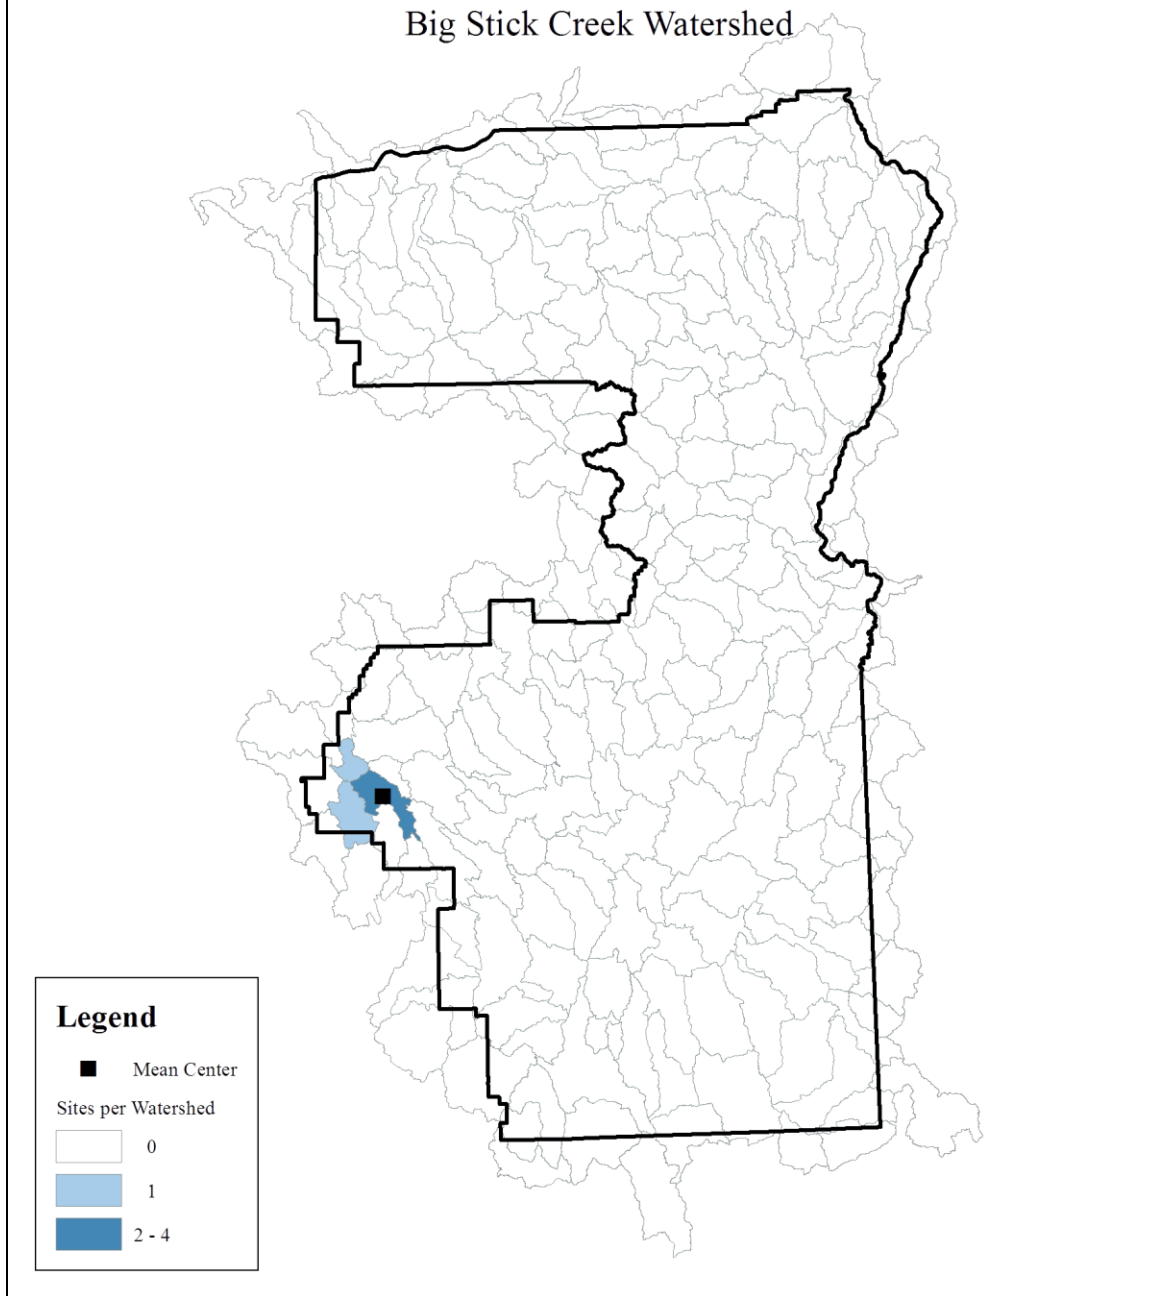 Big Stick Creek Watershed
Legend
Mean Center
Sites per Watershed
0
1
2 - 4